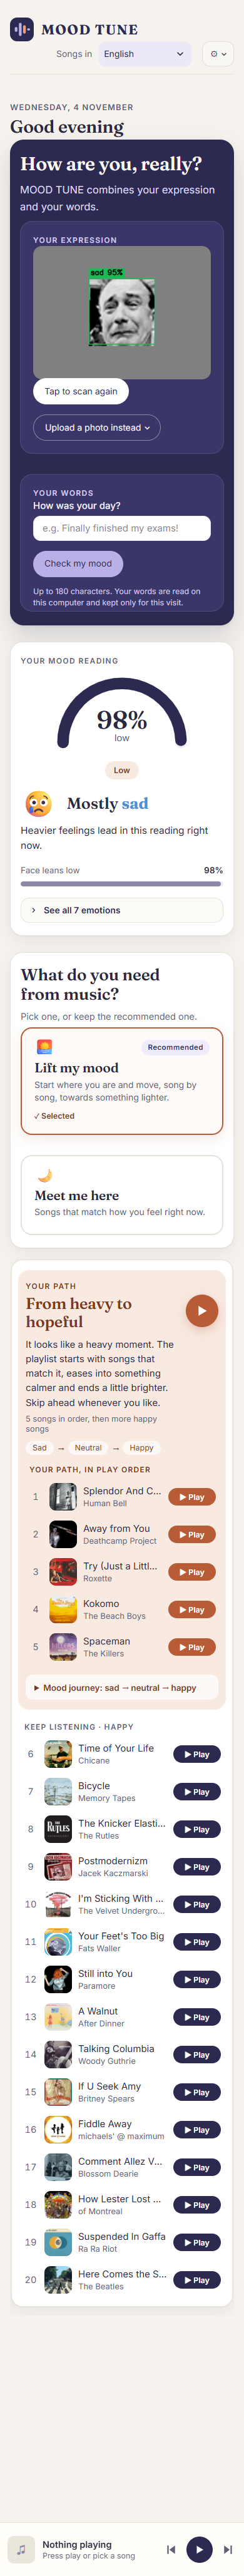 MOOD TUNE
Songs in
English
WEDNESDAY, 4 NOVEMBER
Good evening
How are you, really?
MOOD TUNE combines your expression
and your words.
YOUR EXPRESSION
sad 95%
Tap to scan again
Upload a photo instead
YOUR WORDS
How was your day?
e.g. Finally finished my exams!
Check my mood
Up to 180 characters. Your words are read on
this computer and kept only for this visit.
YOUR MOOD READING
98%
low
Low
Mostly sad
Heavier feelings lead in this reading right
now.
Face leans low 98%
See all 7 emotions
What do you need
from music?
Pick one, or keep the recommended one.
Recommended
Lift my mood
Start where you are and move, song by
song, towards something lighter.
✓ Selected
Meet me here
Songs that match how you feel right now.
YOUR PATH
From heavy to
hopeful
It looks like a heavy moment. The
playlist starts with songs that
match it, eases into something
calmer and ends a little brighter.
Skip ahead whenever you like.
5 songs in order, then more happy
songs
Sad → Neutral → Happy
YOUR PATH, IN PLAY ORDER
1 Splendor And C... ▶ Play
Human Bell
2 Away from You ▶ Play
Deathcamp Project
3 Try (Just a Littl... ▶ Play
Roxette
4 Kokomo ▶ Play
The Beach Boys
5 Spaceman ▶ Play
The Killers
▶ Mood journey: sad → neutral → happy
KEEP LISTENING · HAPPY
6 Time of Your Life ▶ Play
Chicane
7 Bicycle ▶ Play
Memory Tapes
8 The Knicker Elasti... ▶ Play
The Rutles
9 Postmodernizm ▶ Play
Jacek Kaczmarski
10 I'm Sticking With ... ▶ Play
The Velvet Undergro...
11 Your Feet's Too Big ▶ Play
Fats Waller
12 Still into You ▶ Play
Paramore
13 A Walnut ▶ Play
After Dinner
14 Talking Columbia ▶ Play
Woody Guthrie
15 If U Seek Amy ▶ Play
Britney Spears
16 Fiddle Away ▶ Play
michaels' @ maximum
17 Comment Allez V... ▶ Play
Blossom Dearie
18 How Lester Lost ... ▶ Play
of Montreal
19 Suspended In Gaffa ▶ Play
Ra Ra Riot
20 Here Comes the S... ▶ Play
The Beatles
Nothing playing
Press play or pick a song